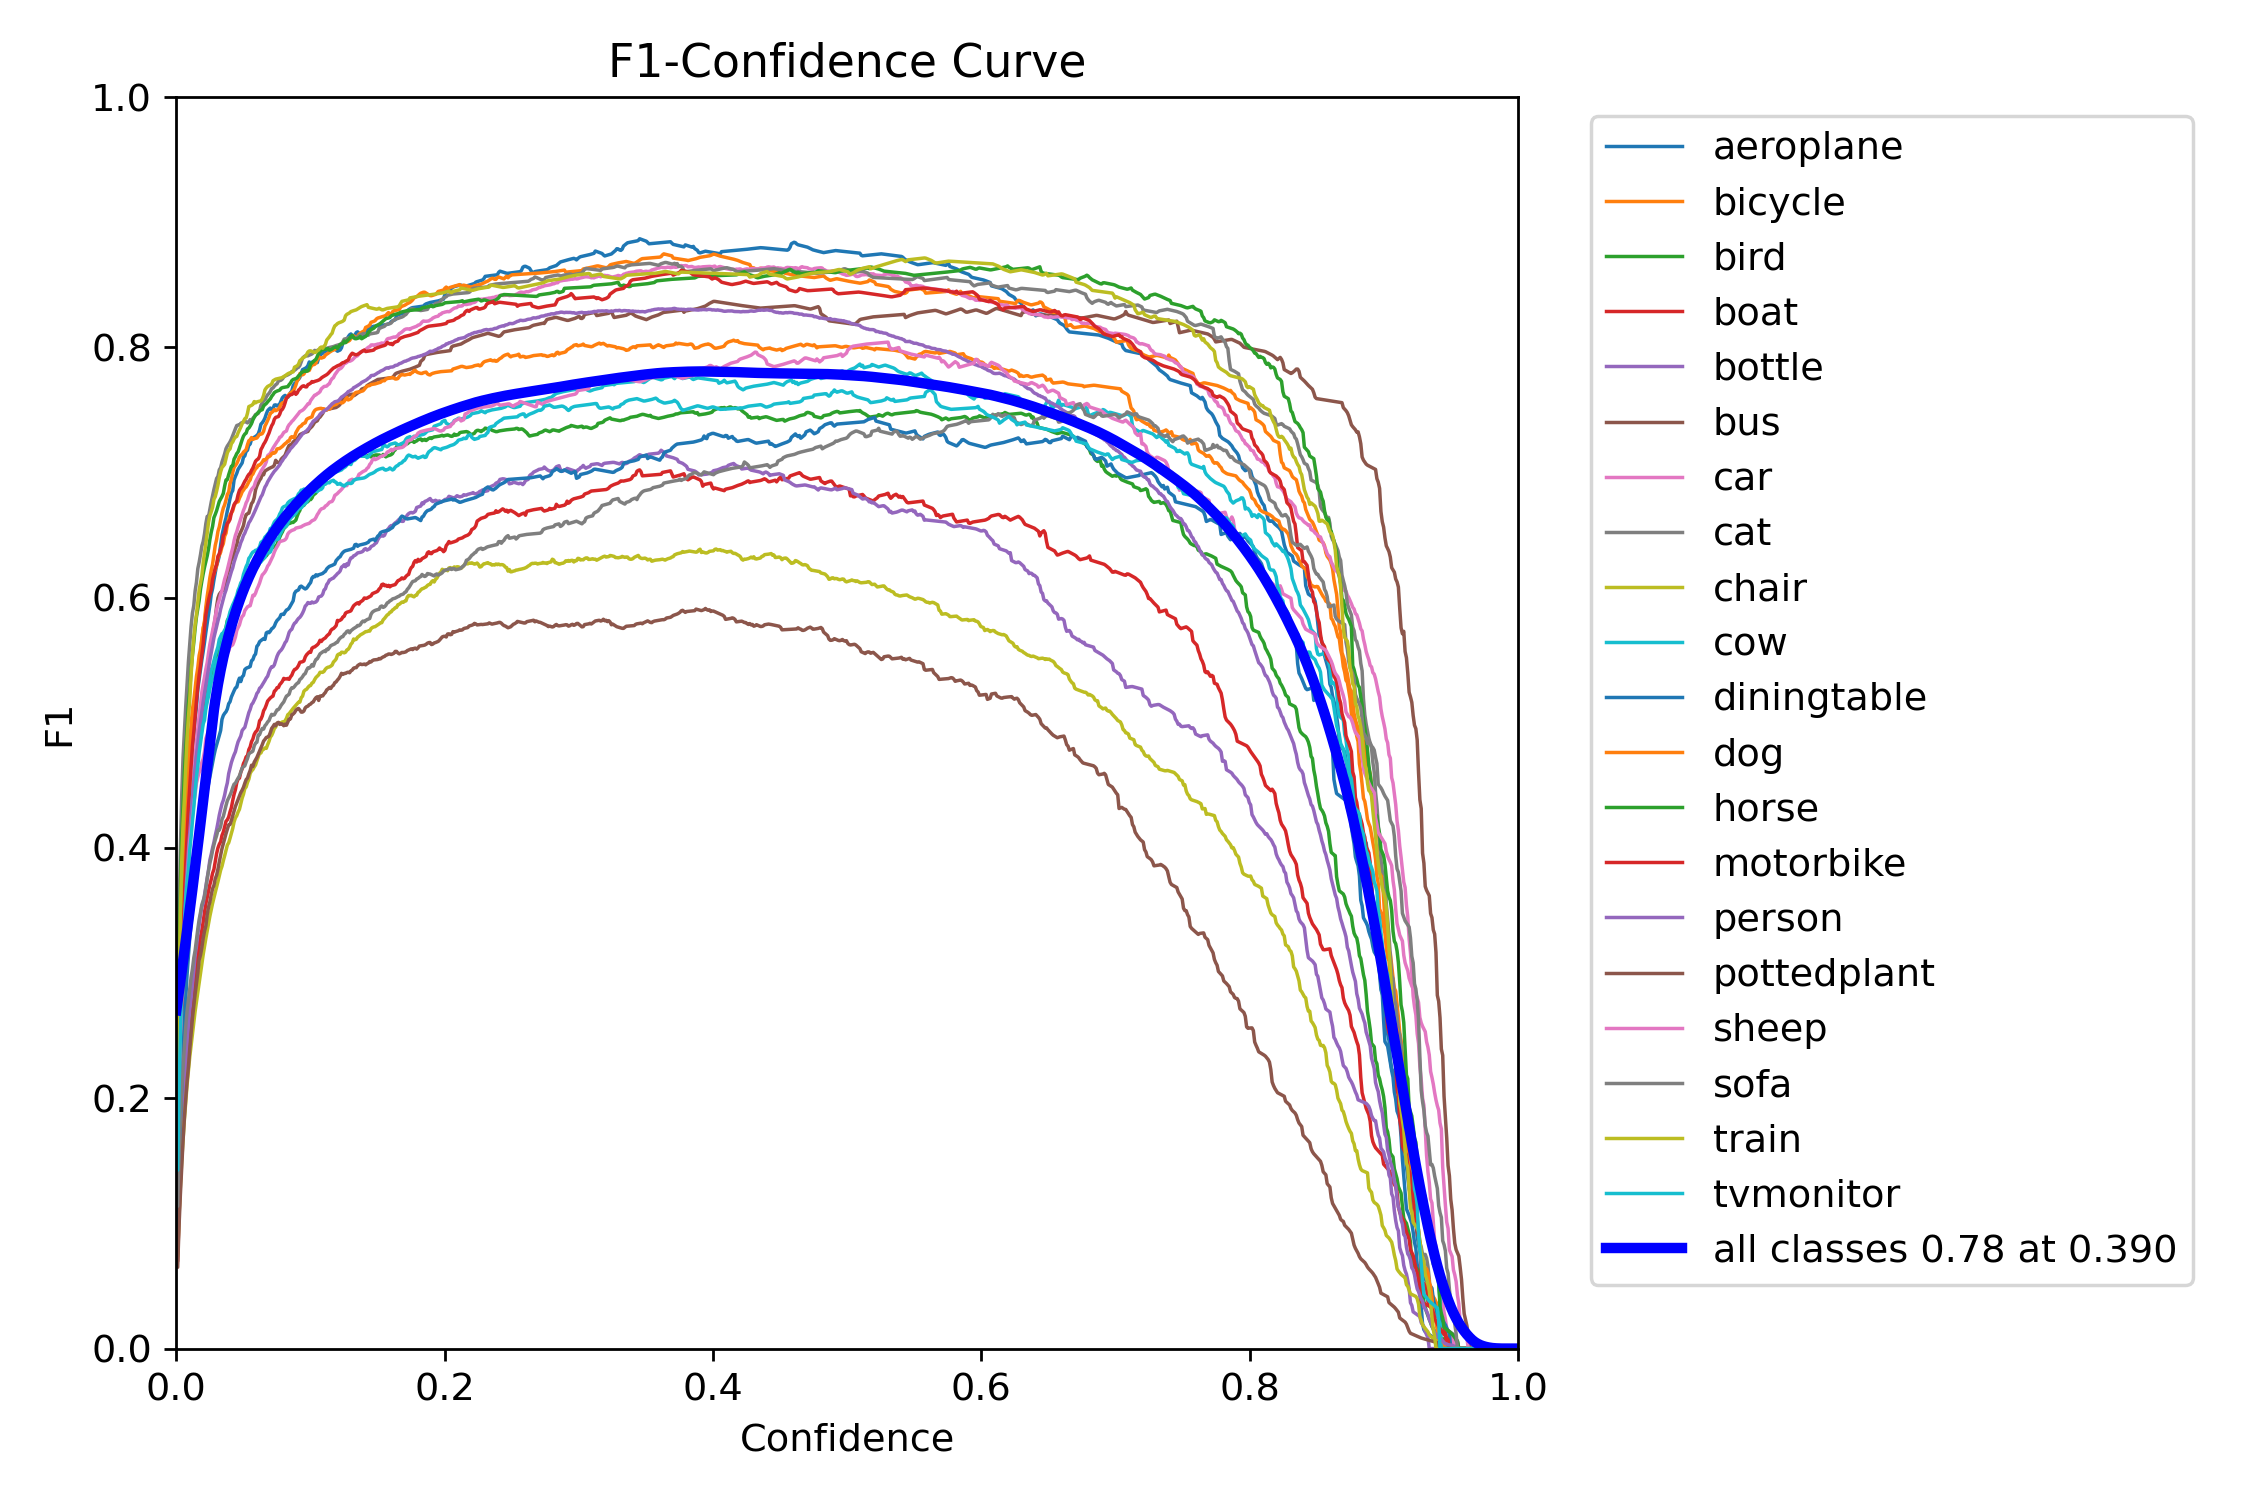 F1-Confidence Curve
1.0
0.8
0.6
0.4
0.2
0.0
F1
0.0 0.2 0.4 0.6 0.8 1.0
Confidence
aeroplane
bicycle
bird
boat
bottle
bus
car
cat
chair
cow
diningtable
dog
horse
motorbike
person
pottedplant
sheep
sofa
train
tvmonitor
all classes 0.78 at 0.390